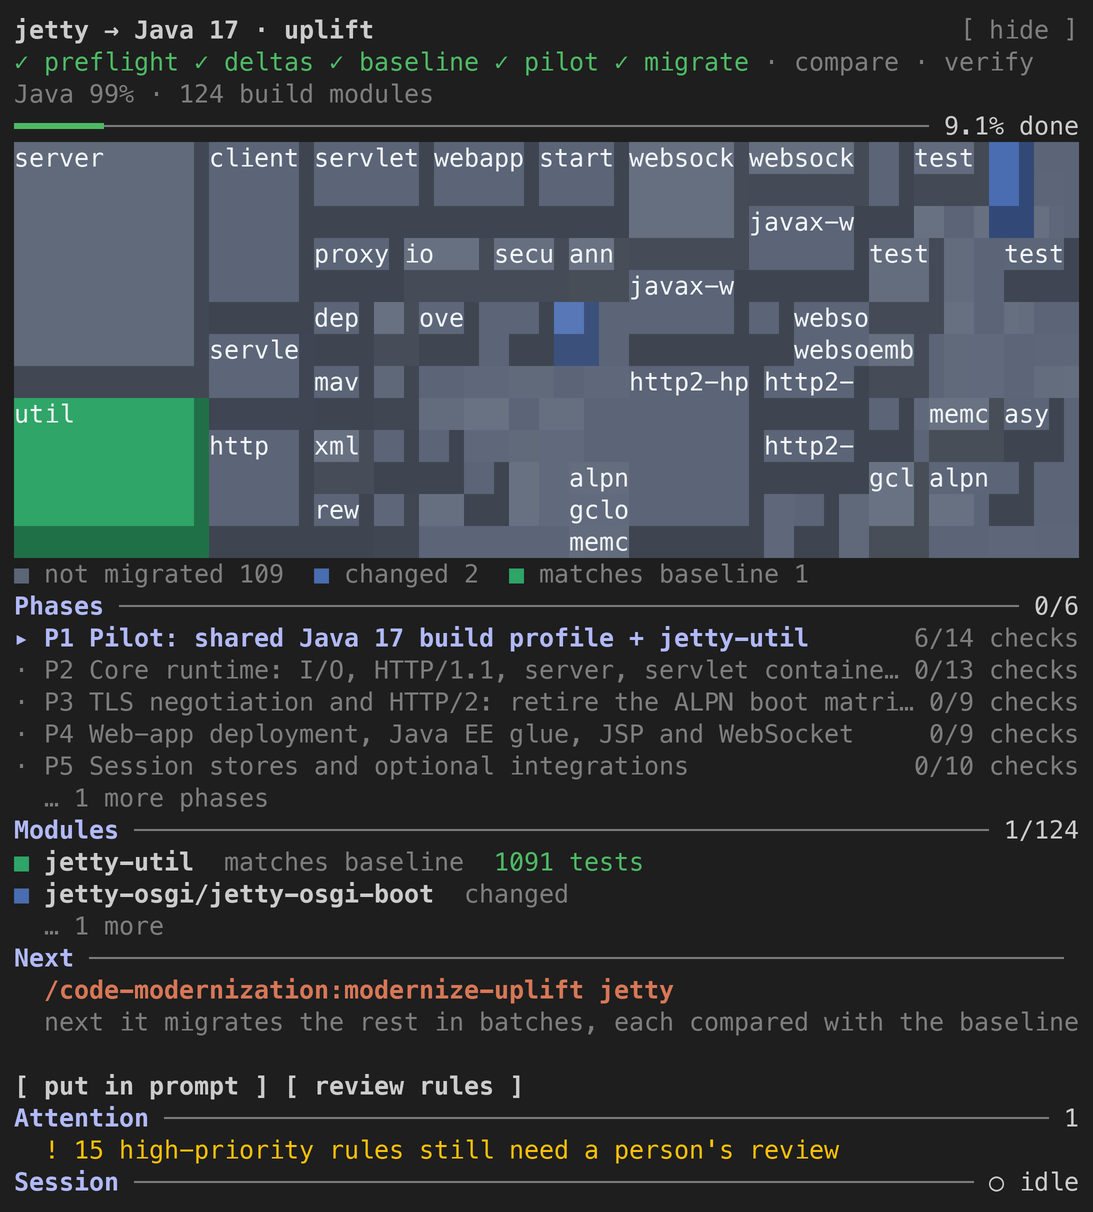 jetty → Java 17 · uplift [ hide ]
✓ preflight ✓ deltas ✓ baseline ✓ pilot ✓ migrate · compare · verify
Java 99% · 124 build modules
9.1% done
server client servlet webapp start websock websock test
javax-w
proxy io secu ann test test
javax-w
dep ove webso
servle websoemb
mav http2-hp http2-
util memc asy
http xml http2-
alpn gcl alpn
rew gclo
memc
■ not migrated 109 ■ changed 2 ■ matches baseline 1
Phases 0/6
▸ P1 Pilot: shared Java 17 build profile + jetty-util 6/14 checks
· P2 Core runtime: I/O, HTTP/1.1, server, servlet containe… 0/13 checks
· P3 TLS negotiation and HTTP/2: retire the ALPN boot matri… 0/9 checks
· P4 Web-app deployment, Java EE glue, JSP and WebSocket 0/9 checks
· P5 Session stores and optional integrations 0/10 checks
… 1 more phases
Modules 1/124
■ jetty-util matches baseline 1091 tests
■ jetty-osgi/jetty-osgi-boot changed
… 1 more
Next
/code-modernization:modernize-uplift jetty
next it migrates the rest in batches, each compared with the baseline
[ put in prompt ] [ review rules ]
Attention 1
! 15 high-priority rules still need a person's review
Session ○ idle